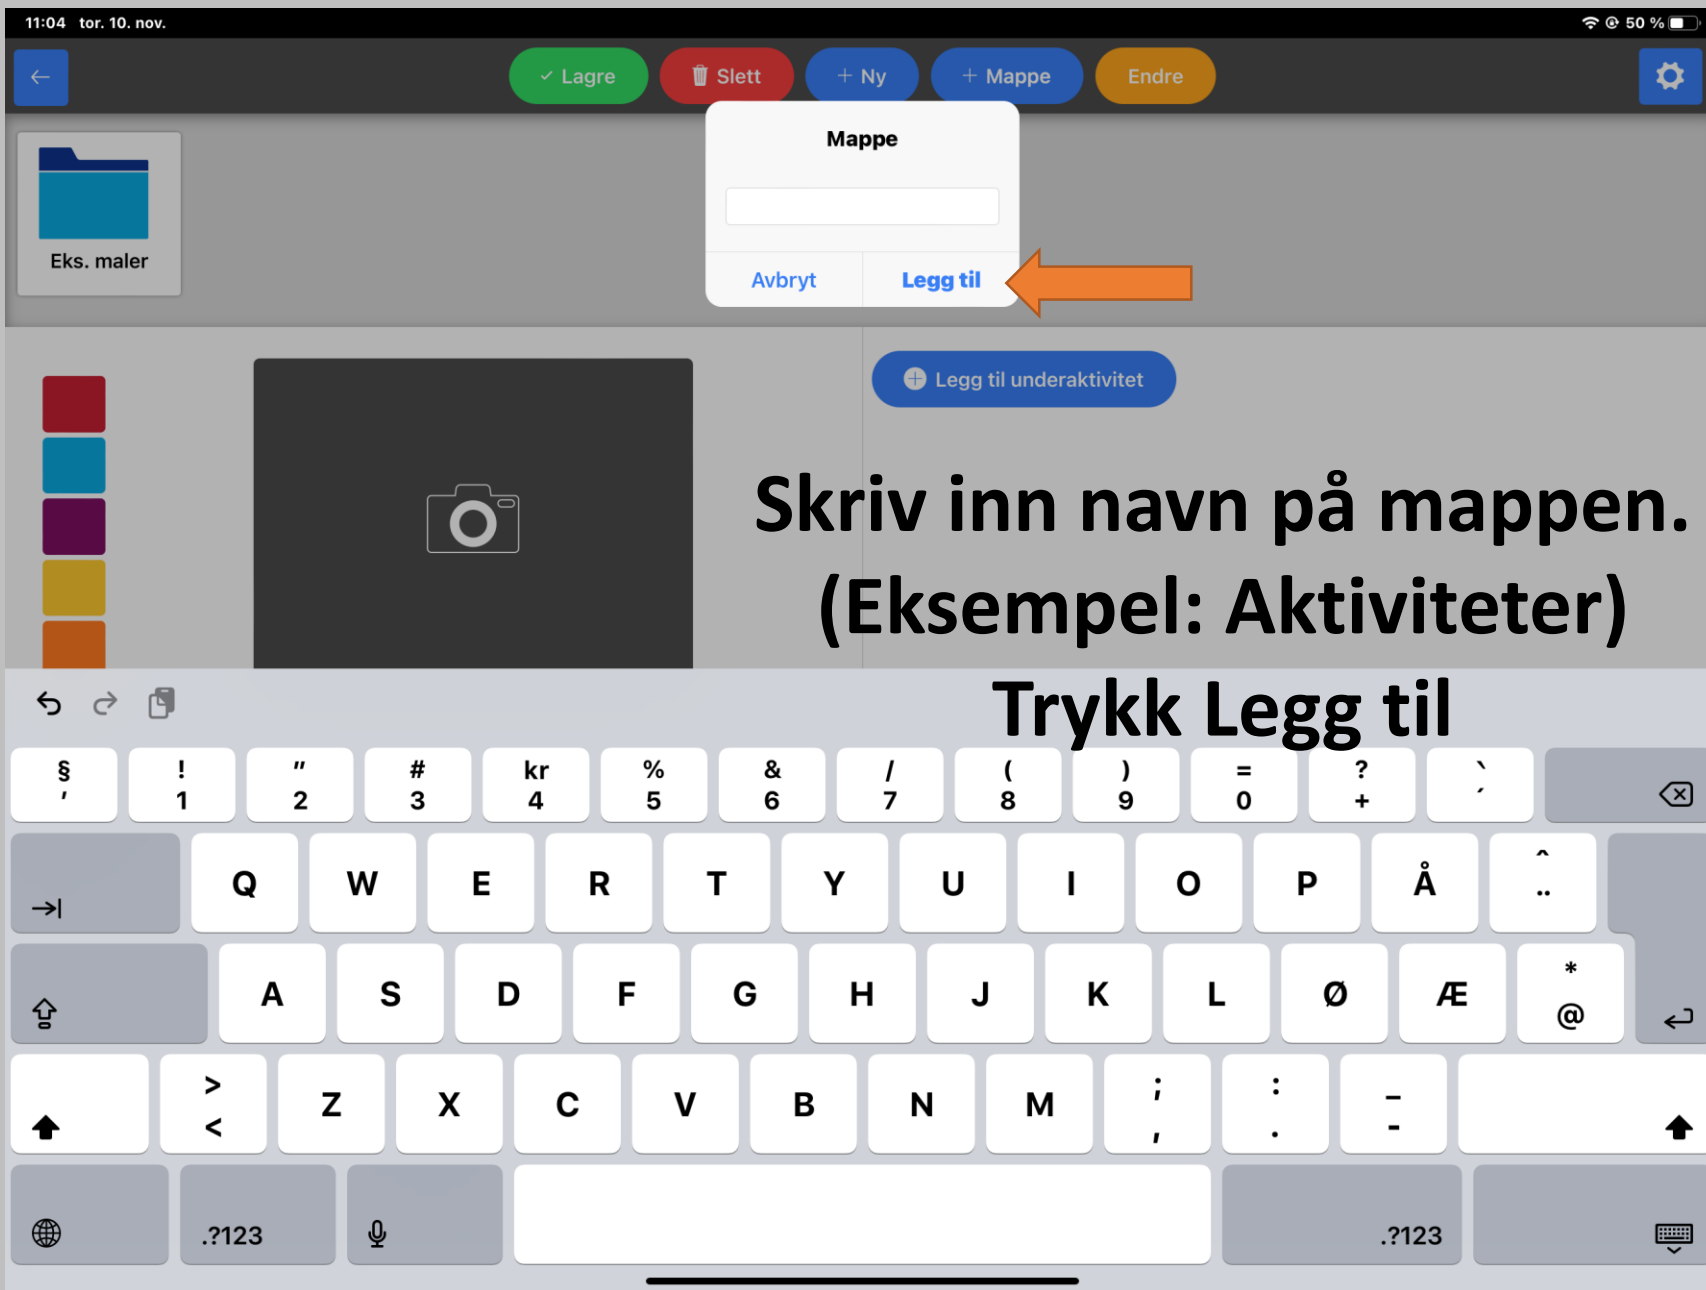 11:04 tor. 10. nov.
50 %
Lagre
Slett
+ Ny
+ Mappe
Endre
Mappe
Eks. maler
Avbryt
Legg til
Legg til underaktivitet
Skriv inn navn på mappen.
(Eksempel: Aktiviteter)
Trykk Legg til
§ ! " # kr % & / ( ) = ? `
' 1 2 3 4 5 6 7 8 9 0 + ´
Q W E R T Y U I O P Å ^ ¨
A S D F G H J K L Ø Æ * @
> < Z X C V B N M ; , : . _ -
.?123 .?123